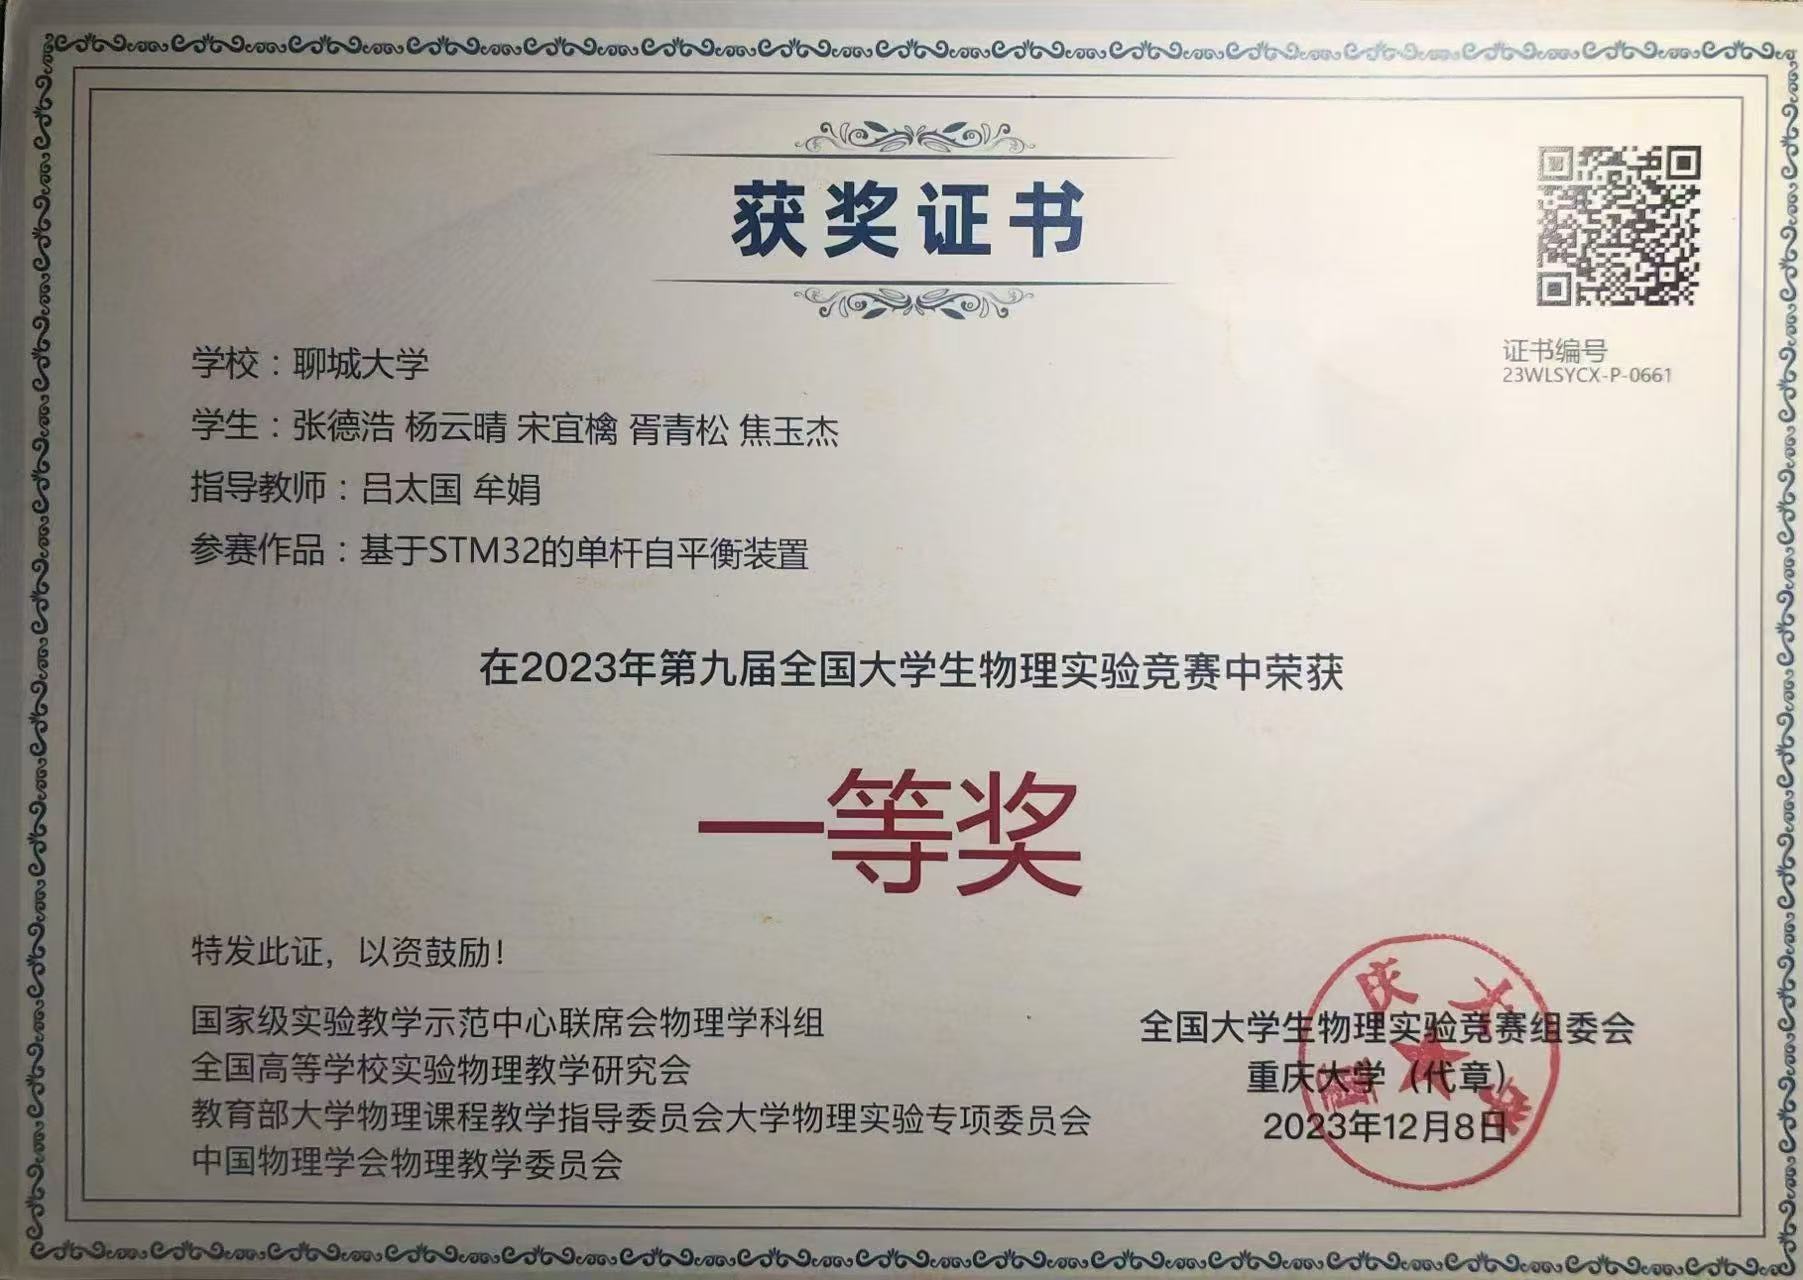 获奖证书
证书编号
23WLSYCX-P-0661
学校：聊城大学
学生：张德浩 杨云晴 宋宜檎 胥青松 焦玉杰
指导教师：吕太国 牟娟
参赛作品：基于STM32的单杆自平衡装置
在2023年第九届全国大学生物理实验竞赛中荣获
一等奖
特发此证，以资鼓励！
国家级实验教学示范中心联席会物理学科组
全国高等学校实验物理教学研究会
教育部大学物理课程教学指导委员会大学物理实验专项委员会
中国物理学会物理教学委员会
全国大学生物理实验竞赛组委会
重庆大学（代章）
2023年12月8日
重庆大学